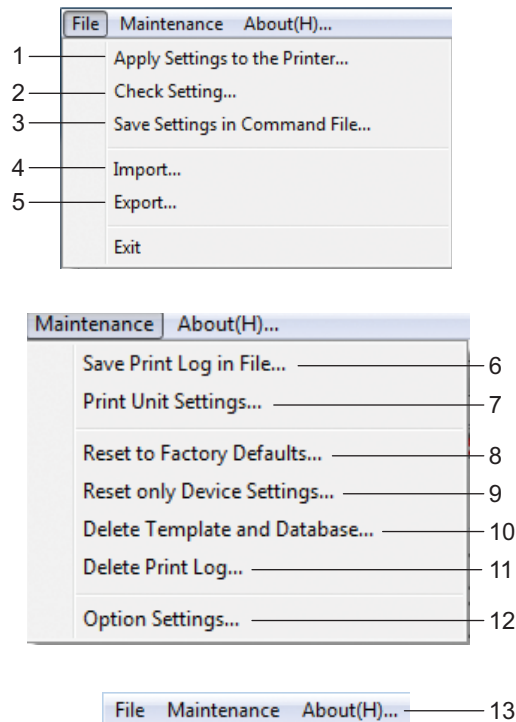 File Maintenance About(H)...
1 Apply Settings to the Printer...
2 Check Setting...
3 Save Settings in Command File...
4 Import...
5 Export...
Exit
Maintenance About(H)...
Save Print Log in File... 6
Print Unit Settings... 7
Reset to Factory Defaults... 8
Reset only Device Settings... 9
Delete Template and Database... 10
Delete Print Log... 11
Option Settings... 12
File Maintenance About(H)... 13